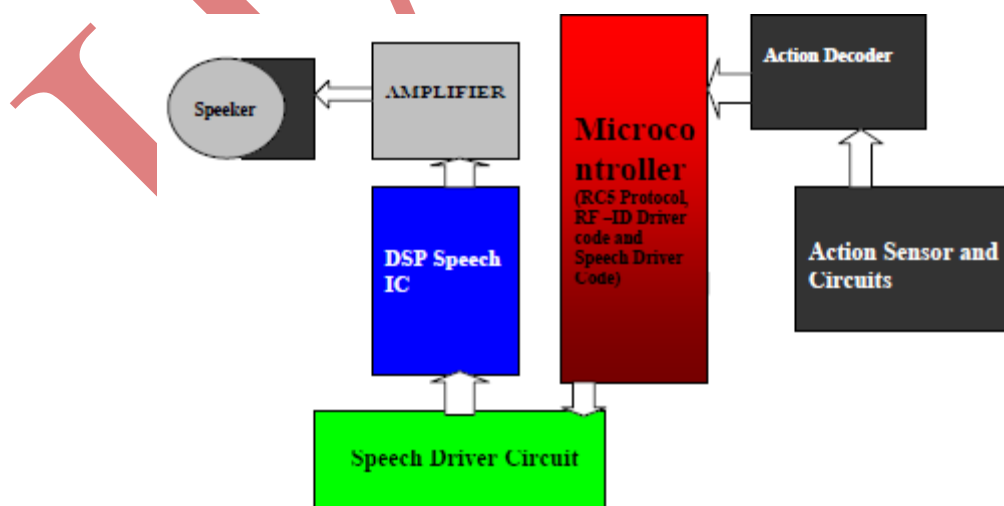 Speeker
AMPLIFIER
Microco
ntroller
(RCS Protocol,
RF –ID Driver
code and
Speech Driver
Code)
Action Decoder
DSP Speech
IC
Action Sensor and
Circuits
Speech Driver Circuit